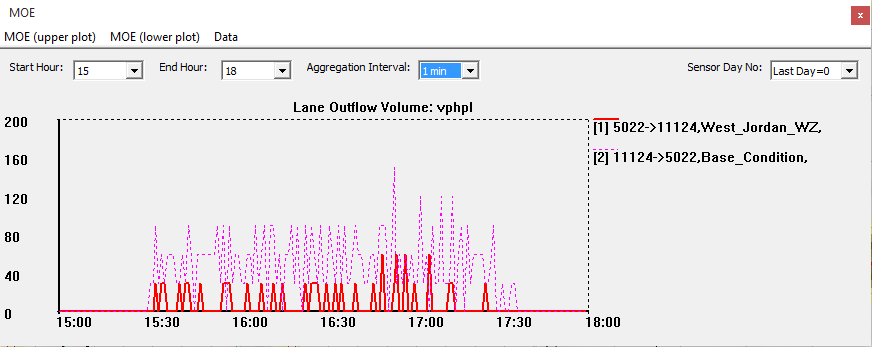 MOE
x
MOE (upper plot) MOE (lower plot) Data
Start Hour: 15 End Hour: 18 Aggregation Interval: 1 min Sensor Day No: Last Day=0
Lane Outflow Volume: vphpl
200
[1] 5022->11124,West_Jordan_WZ,
160
[2] 11124->5022,Base_Condition,
120
80
40
0
15:00 15:30 16:00 16:30 17:00 17:30 18:00